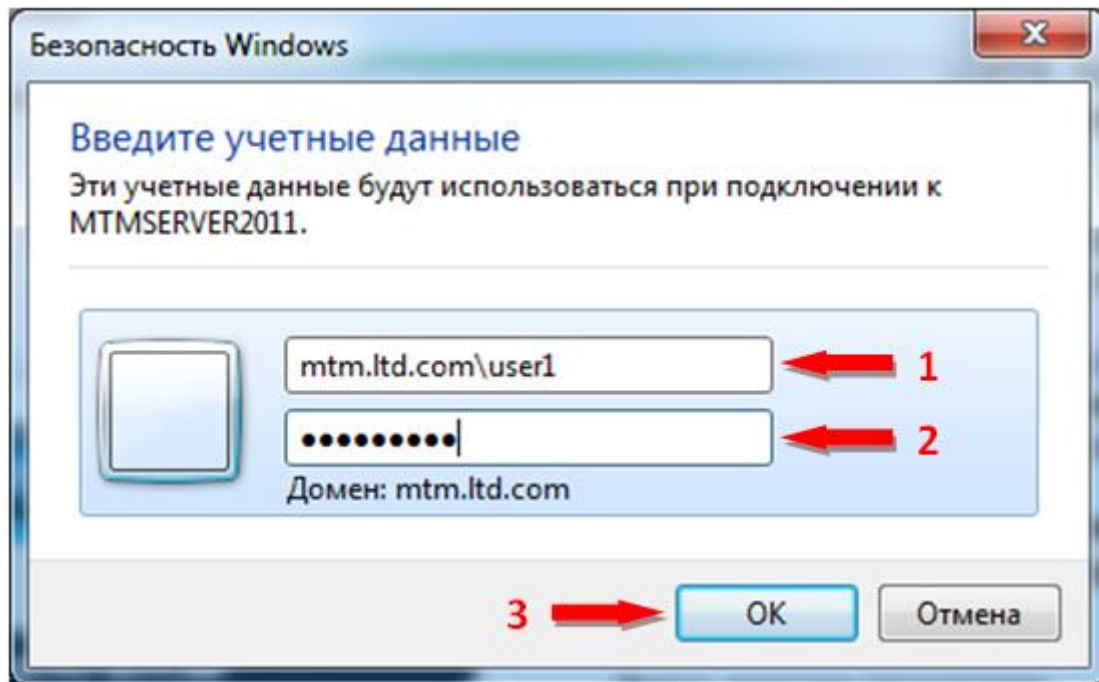 Безопасность Windows
Введите учетные данные
Эти учетные данные будут использоваться при подключении к
MTMSERVER2011.
mtm.ltd.com\user1
1
●●●●●●●●●
2
Домен: mtm.ltd.com
3
OK
Отмена